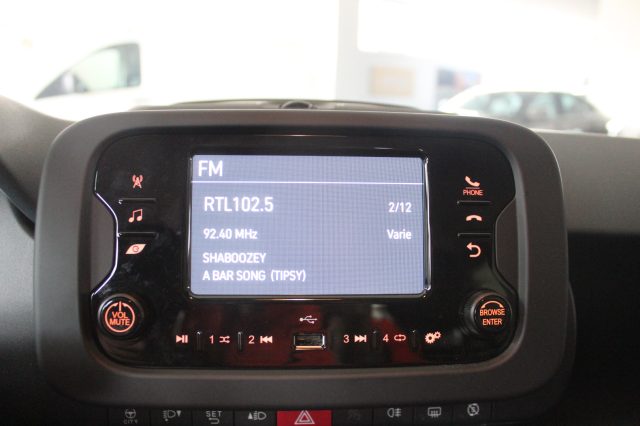 FM
RTL102.5 2/12
92.40 MHz Varie
SHABOOZEY
A BAR SONG (TIPSY)
PHONE
VOL
MUTE
BROWSE
ENTER
1 2 3 4
CITY SET